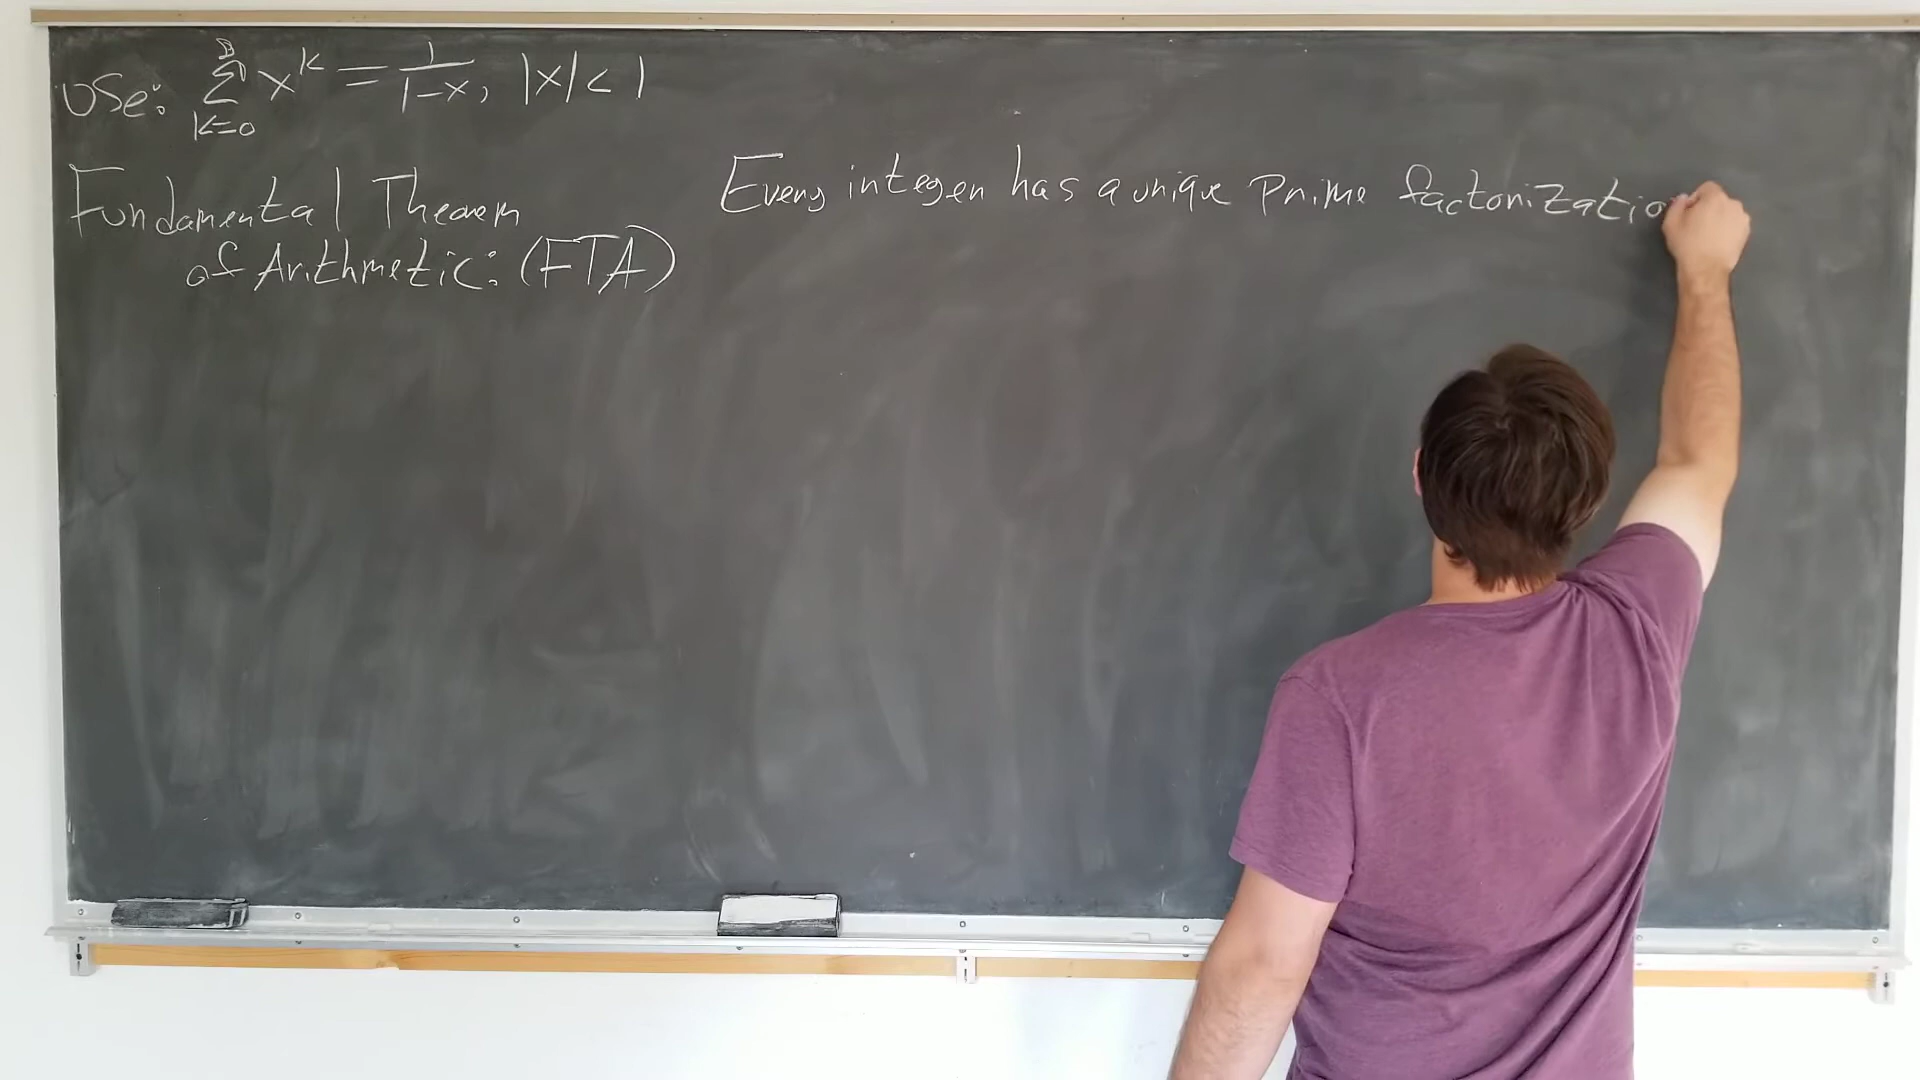 Use: ∞ ∑ k=0 x^k = 1/(1-x), |x| < 1
Fundamental Theorem
of Arithmetic: (FTA)
Every integer has a unique prime factorization